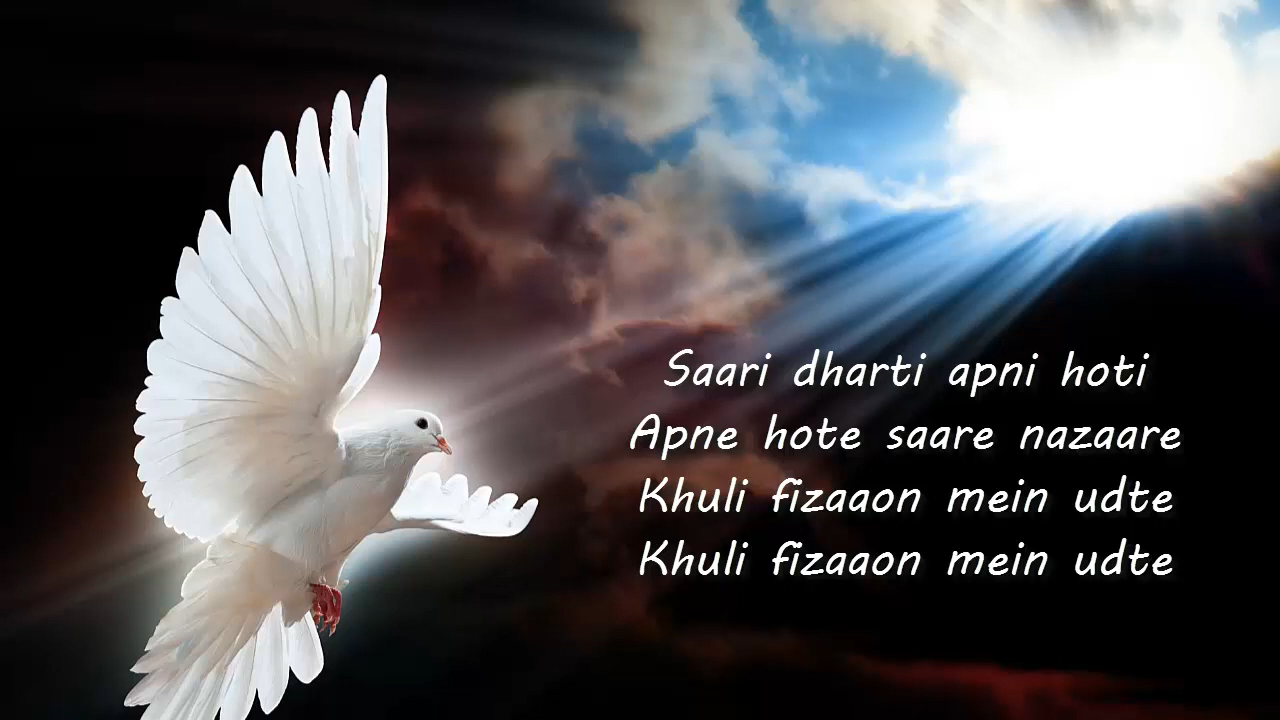 Saari dharti apni hoti
Apne hote saare nazaare
Khuli fizaaon mein udte
Khuli fizaaon mein udte